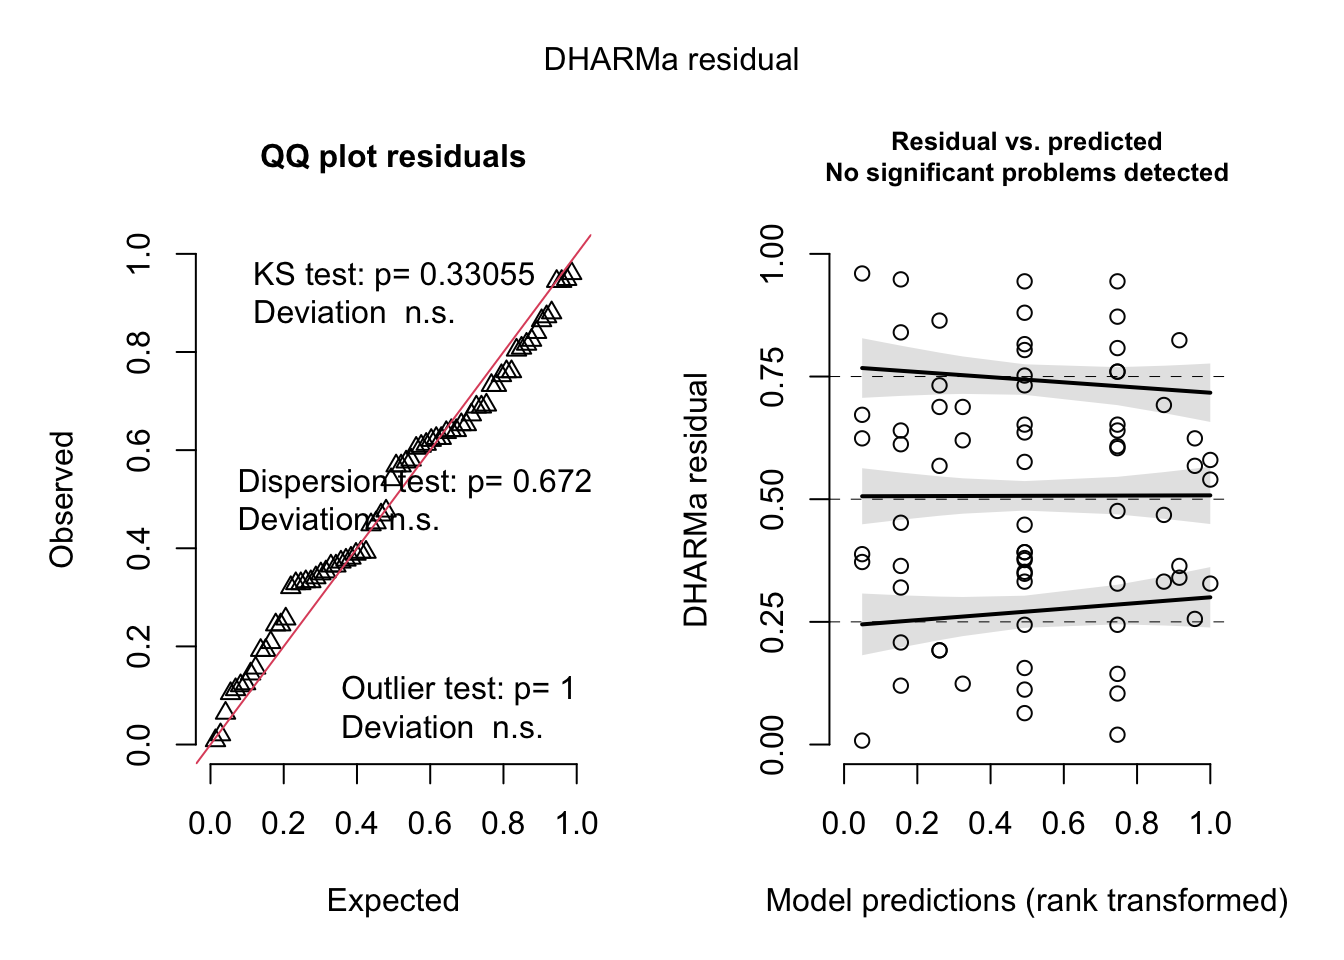 DHARMa residual
QQ plot residuals
KS test: p= 0.33055
Deviation  n.s.
Dispersion test: p= 0.672
Deviation n.s.
Outlier test: p= 1
Deviation  n.s.
Observed
0.0
0.2
0.4
0.6
0.8
1.0
0.0 0.2 0.4 0.6 0.8 1.0
Expected
Residual vs. predicted
No significant problems detected
DHARMa residual
0.00
0.25
0.50
0.75
1.00
0.0 0.2 0.4 0.6 0.8 1.0
Model predictions (rank transformed)